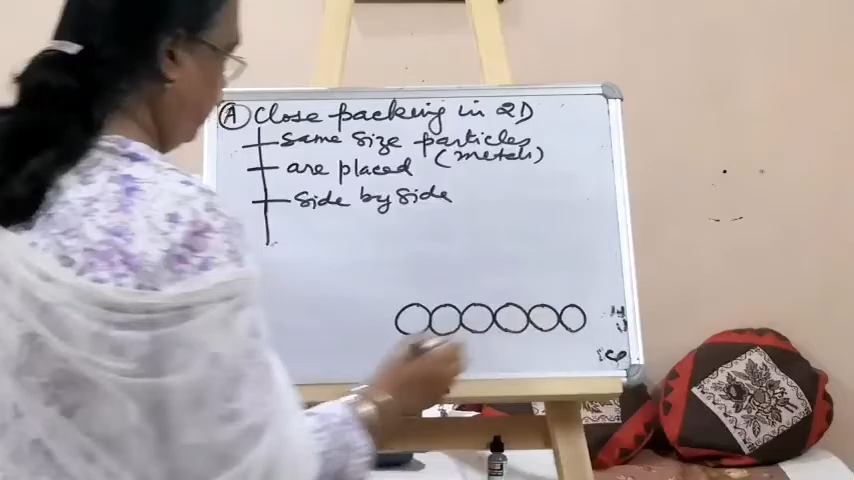 A Close packing in 2D
Same Size particles
are placed (metals)
Side by Side